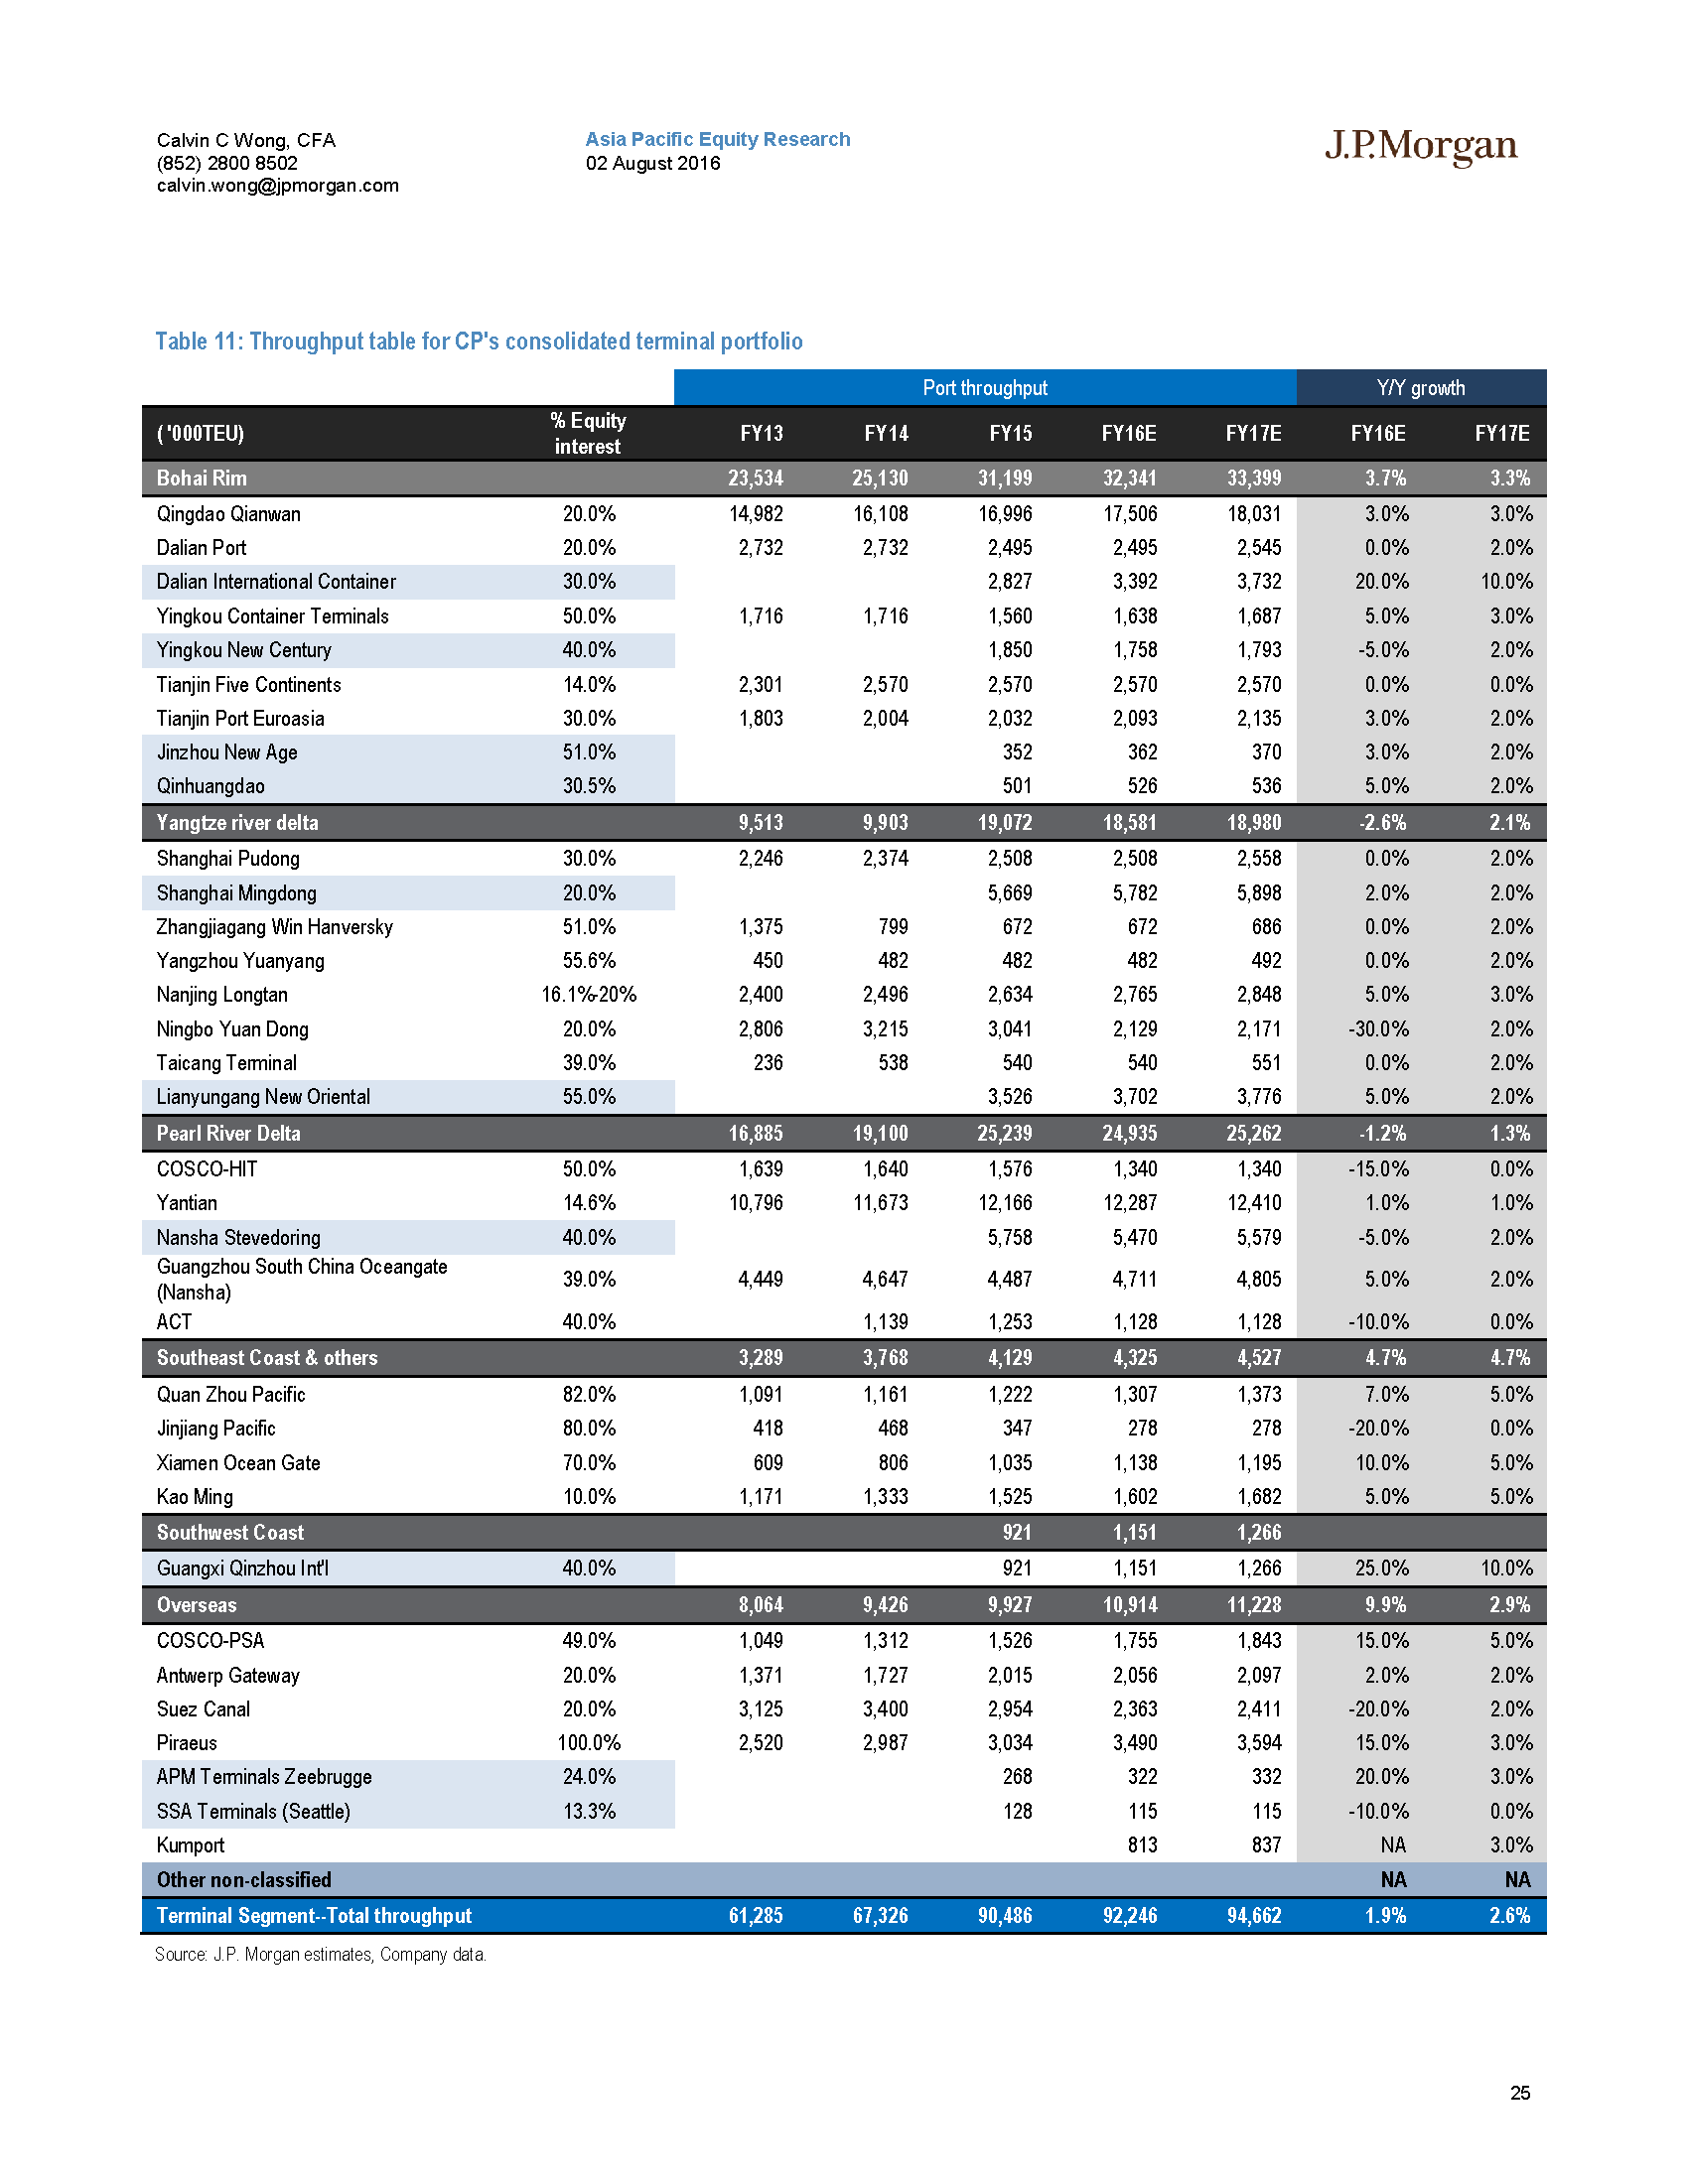 Calvin C Wong, CFA
(852) 2800 8502
calvin.wong@jpmorgan.com
Asia Pacific Equity Research
02 August 2016
J.P.Morgan
Table 11: Throughput table for CP's consolidated terminal portfolio
Port throughput Y/Y growth
( '000TEU) % Equity interest FY13 FY14 FY15 FY16E FY17E FY16E FY17E
Bohai Rim 23,534 25,130 31,199 32,341 33,399 3.7% 3.3%
Qingdao Qianwan 20.0% 14,982 16,108 16,996 17,506 18,031 3.0% 3.0%
Dalian Port 20.0% 2,732 2,732 2,495 2,495 2,545 0.0% 2.0%
Dalian International Container 30.0% 2,827 3,392 3,732 20.0% 10.0%
Yingkou Container Terminals 50.0% 1,716 1,716 1,560 1,638 1,687 5.0% 3.0%
Yingkou New Century 40.0% 1,850 1,758 1,793 -5.0% 2.0%
Tianjin Five Continents 14.0% 2,301 2,570 2,570 2,570 2,570 0.0% 0.0%
Tianjin Port Euroasia 30.0% 1,803 2,004 2,032 2,093 2,135 3.0% 2.0%
Jinzhou New Age 51.0% 352 362 370 3.0% 2.0%
Qinhuangdao 30.5% 501 526 536 5.0% 2.0%
Yangtze river delta 9,513 9,903 19,072 18,581 18,980 -2.6% 2.1%
Shanghai Pudong 30.0% 2,246 2,374 2,508 2,508 2,558 0.0% 2.0%
Shanghai Mingdong 20.0% 5,669 5,782 5,898 2.0% 2.0%
Zhangjiagang Win Hanversky 51.0% 1,375 799 672 672 686 0.0% 2.0%
Yangzhou Yuanyang 55.6% 450 482 482 482 492 0.0% 2.0%
Nanjing Longtan 16.1%-20% 2,400 2,496 2,634 2,765 2,848 5.0% 3.0%
Ningbo Yuan Dong 20.0% 2,806 3,215 3,041 2,129 2,171 -30.0% 2.0%
Taicang Terminal 39.0% 236 538 540 540 551 0.0% 2.0%
Lianyungang New Oriental 55.0% 3,526 3,702 3,776 5.0% 2.0%
Pearl River Delta 16,885 19,100 25,239 24,935 25,262 -1.2% 1.3%
COSCO-HIT 50.0% 1,639 1,640 1,576 1,340 1,340 -15.0% 0.0%
Yantian 14.6% 10,796 11,673 12,166 12,287 12,410 1.0% 1.0%
Nansha Stevedoring 40.0% 5,758 5,470 5,579 -5.0% 2.0%
Guangzhou South China Oceangate
(Nansha) 39.0% 4,449 4,647 4,487 4,711 4,805 5.0% 2.0%
ACT 40.0% 1,139 1,253 1,128 1,128 -10.0% 0.0%
Southeast Coast & others 3,289 3,768 4,129 4,325 4,527 4.7% 4.7%
Quan Zhou Pacific 82.0% 1,091 1,161 1,222 1,307 1,373 7.0% 5.0%
Jinjiang Pacific 80.0% 418 468 347 278 278 -20.0% 0.0%
Xiamen Ocean Gate 70.0% 609 806 1,035 1,138 1,195 10.0% 5.0%
Kao Ming 10.0% 1,171 1,333 1,525 1,602 1,682 5.0% 5.0%
Southwest Coast 921 1,151 1,266
Guangxi Qinzhou Int'l 40.0% 921 1,151 1,266 25.0% 10.0%
Overseas 8,064 9,426 9,927 10,914 11,228 9.9% 2.9%
COSCO-PSA 49.0% 1,049 1,312 1,526 1,755 1,843 15.0% 5.0%
Antwerp Gateway 20.0% 1,371 1,727 2,015 2,056 2,097 2.0% 2.0%
Suez Canal 20.0% 3,125 3,400 2,954 2,363 2,411 -20.0% 2.0%
Piraeus 100.0% 2,520 2,987 3,034 3,490 3,594 15.0% 3.0%
APM Terminals Zeebrugge 24.0% 268 322 332 20.0% 3.0%
SSA Terminals (Seattle) 13.3% 128 115 115 -10.0% 0.0%
Kumport 813 837 NA 3.0%
Other non-classified NA NA
Terminal Segment--Total throughput 61,285 67,326 90,486 92,246 94,662 1.9% 2.6%
Source: J.P. Morgan estimates, Company data.
25